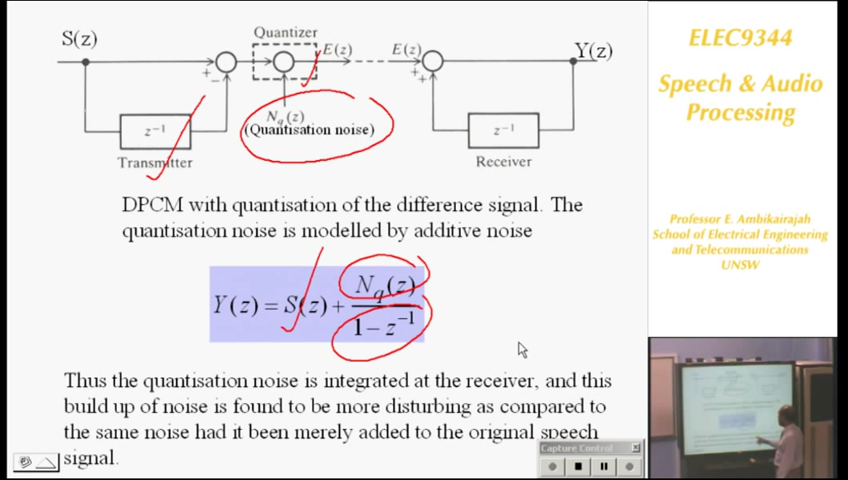 S(z)
Quantizer
E(z)
E(z)
Y(z)
+
−
+
+
N_q(z)
(Quantisation noise)
z⁻¹
z⁻¹
Transmitter
Receiver
DPCM with quantisation of the difference signal. The
quantisation noise is modelled by additive noise
Y(z) = S(z) + N_q(z) / (1 − z⁻¹)
Thus the quantisation noise is integrated at the receiver, and this
build up of noise is found to be more disturbing as compared to
the same noise had it been merely added to the original speech
signal.
Capture Control
ELEC9344
Speech & Audio
Processing
Professor E. Ambikairajah
School of Electrical Engineering
and Telecommunications
UNSW